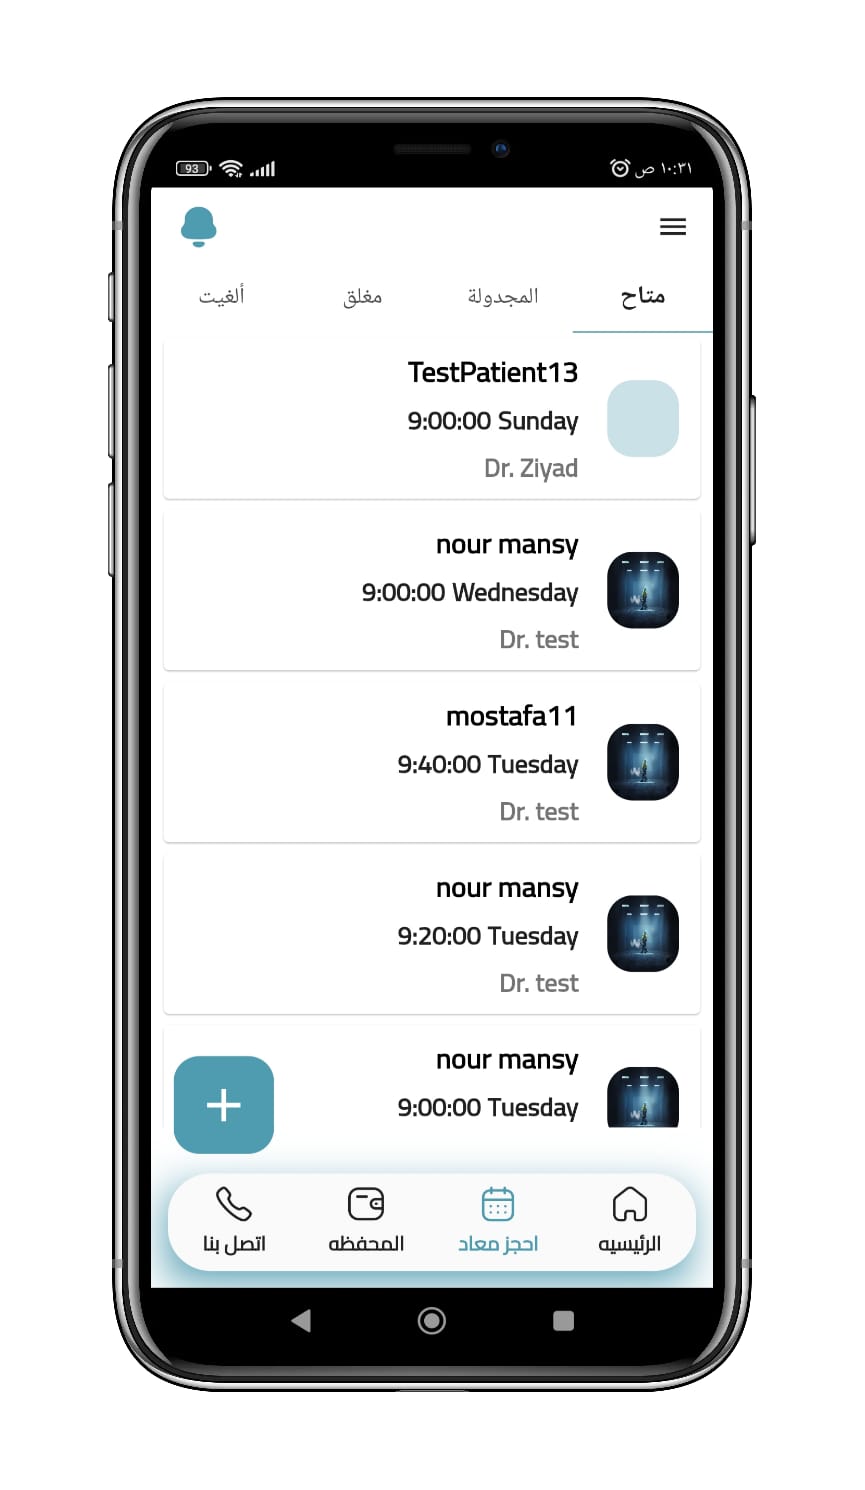 93
١٠:٣١ ص
متاح
المجدولة
مغلق
ألغيت
TestPatient13
9:00:00 Sunday
Dr. Ziyad
nour mansy
9:00:00 Wednesday
Dr. test
mostafa11
9:40:00 Tuesday
Dr. test
nour mansy
9:20:00 Tuesday
Dr. test
nour mansy
9:00:00 Tuesday
الرئيسيه
احجز معاد
المحفظه
اتصل بنا